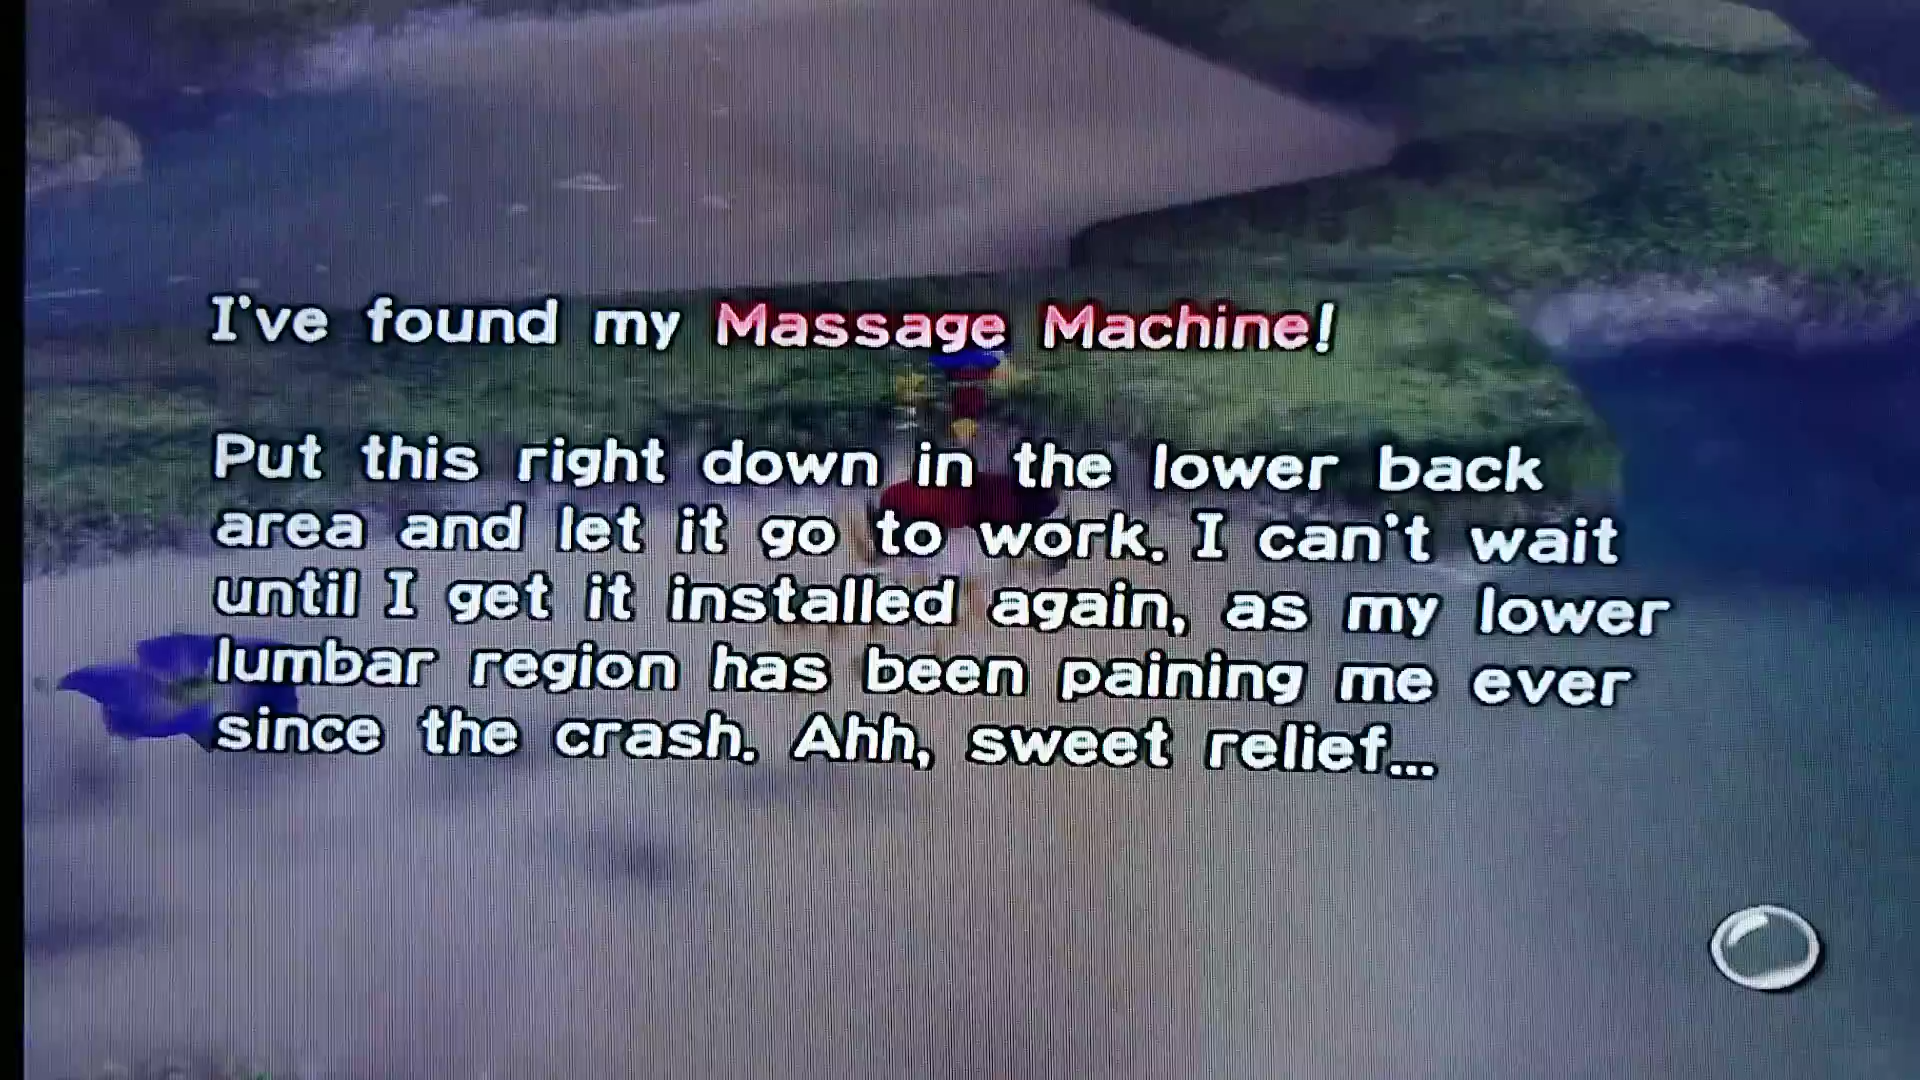 I've found my Massage Machine!
Put this right down in the lower back
area and let it go to work. I can't wait
until I get it installed again, as my lower
lumbar region has been paining me ever
since the crash. Ahh, sweet relief...